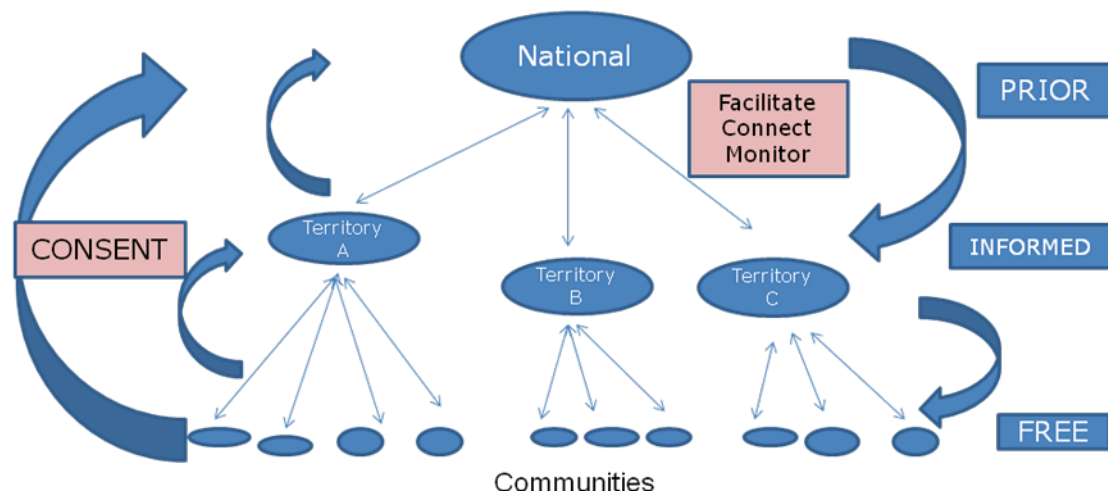 National
Facilitate
Connect
Monitor
PRIOR
CONSENT
Territory
A
Territory
B
Territory
C
INFORMED
FREE
Communities